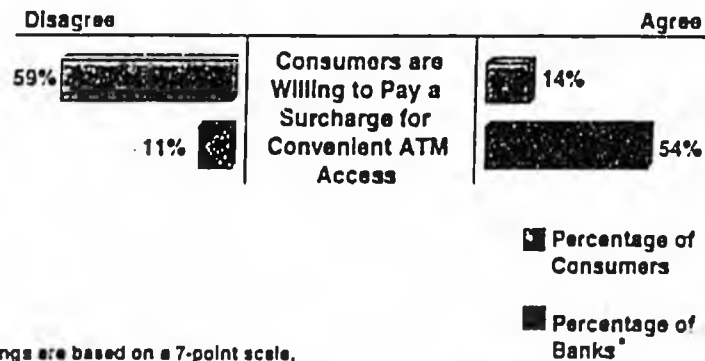 Disagree
Agree
59%
Consumers are
Willing to Pay a
Surcharge for
Convenient ATM
Access
14%
11%
54%
Percentage of
Consumers
Percentage of
Banks*
are based on a 7-point scale.